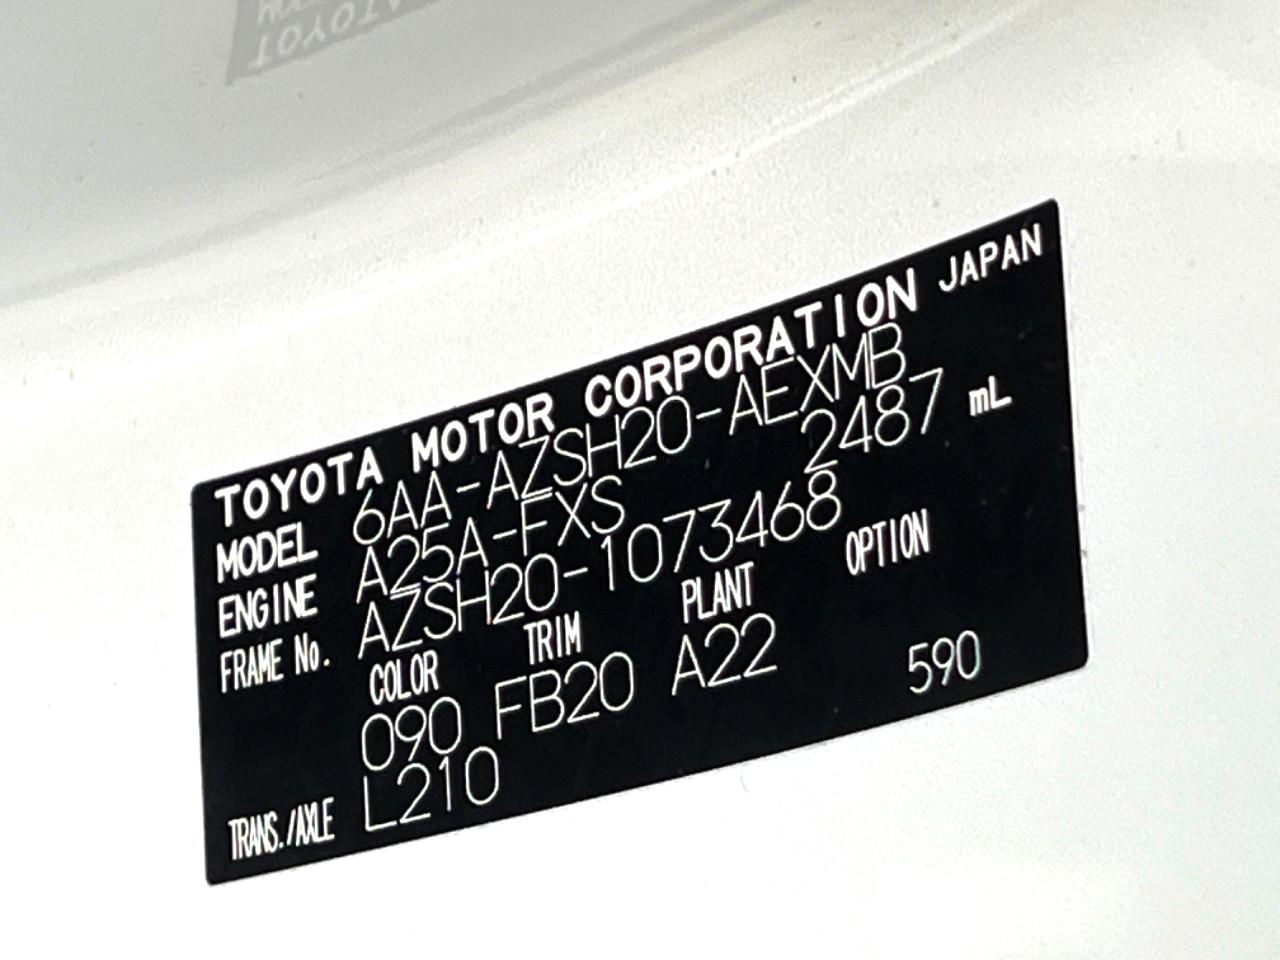 TOYOTA MOTOR CORPORATION JAPAN
MODEL 6AA-AZSH20-AEXMB
ENGINE A25A-FXS 2487 mL
FRAME No. AZSH20-1073468
COLOR TRIM PLANT OPTION
090 FB20 A22 590
TRANS./AXLE L210